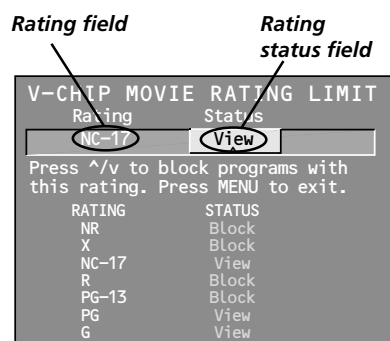 Rating field
Rating
status field
V-CHIP MOVIE RATING LIMIT
Rating Status
NC-17 View
Press ^/v to block programs with
this rating. Press MENU to exit.
RATING STATUS
NR Block
X Block
NC-17 View
R Block
PG-13 Block
PG View
G View